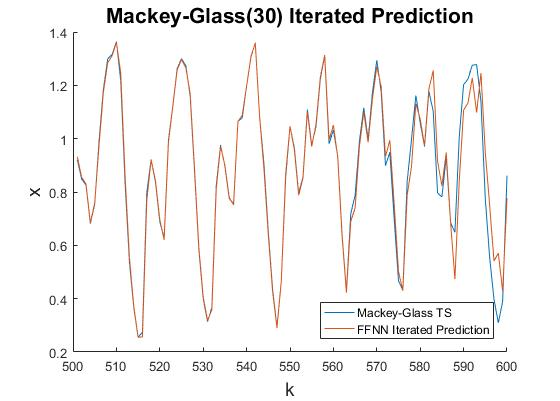 Mackey-Glass(30) Iterated Prediction
1.4
1.2
1
0.8
0.6
0.4
0.2
x
Mackey-Glass TS
FFNN Iterated Prediction
500 510 520 530 540 550 560 570 580 590 600
k